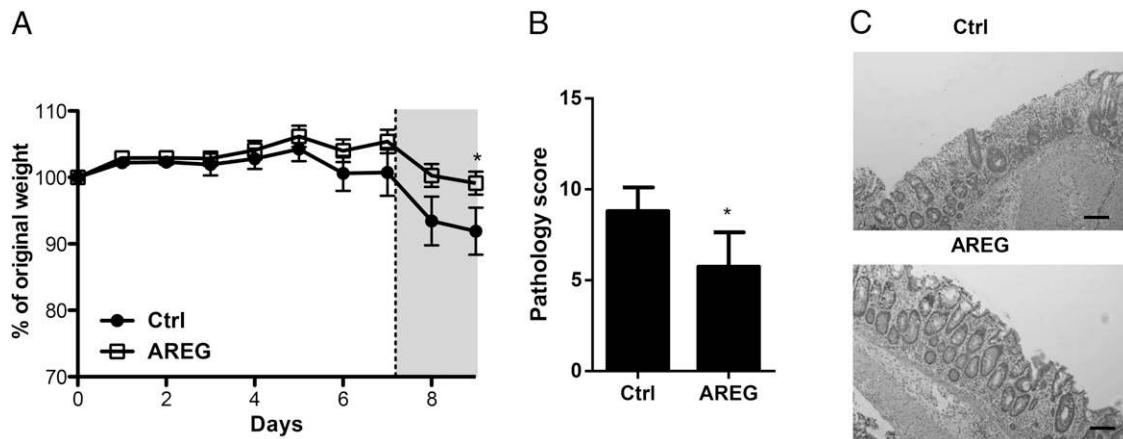 A
% of original weight
110
100
90
80
70
0
2
4
6
8
Days
Ctrl
AREG
*
B
Pathology score
15
10
5
0
*
Ctrl
AREG
C
Ctrl
AREG